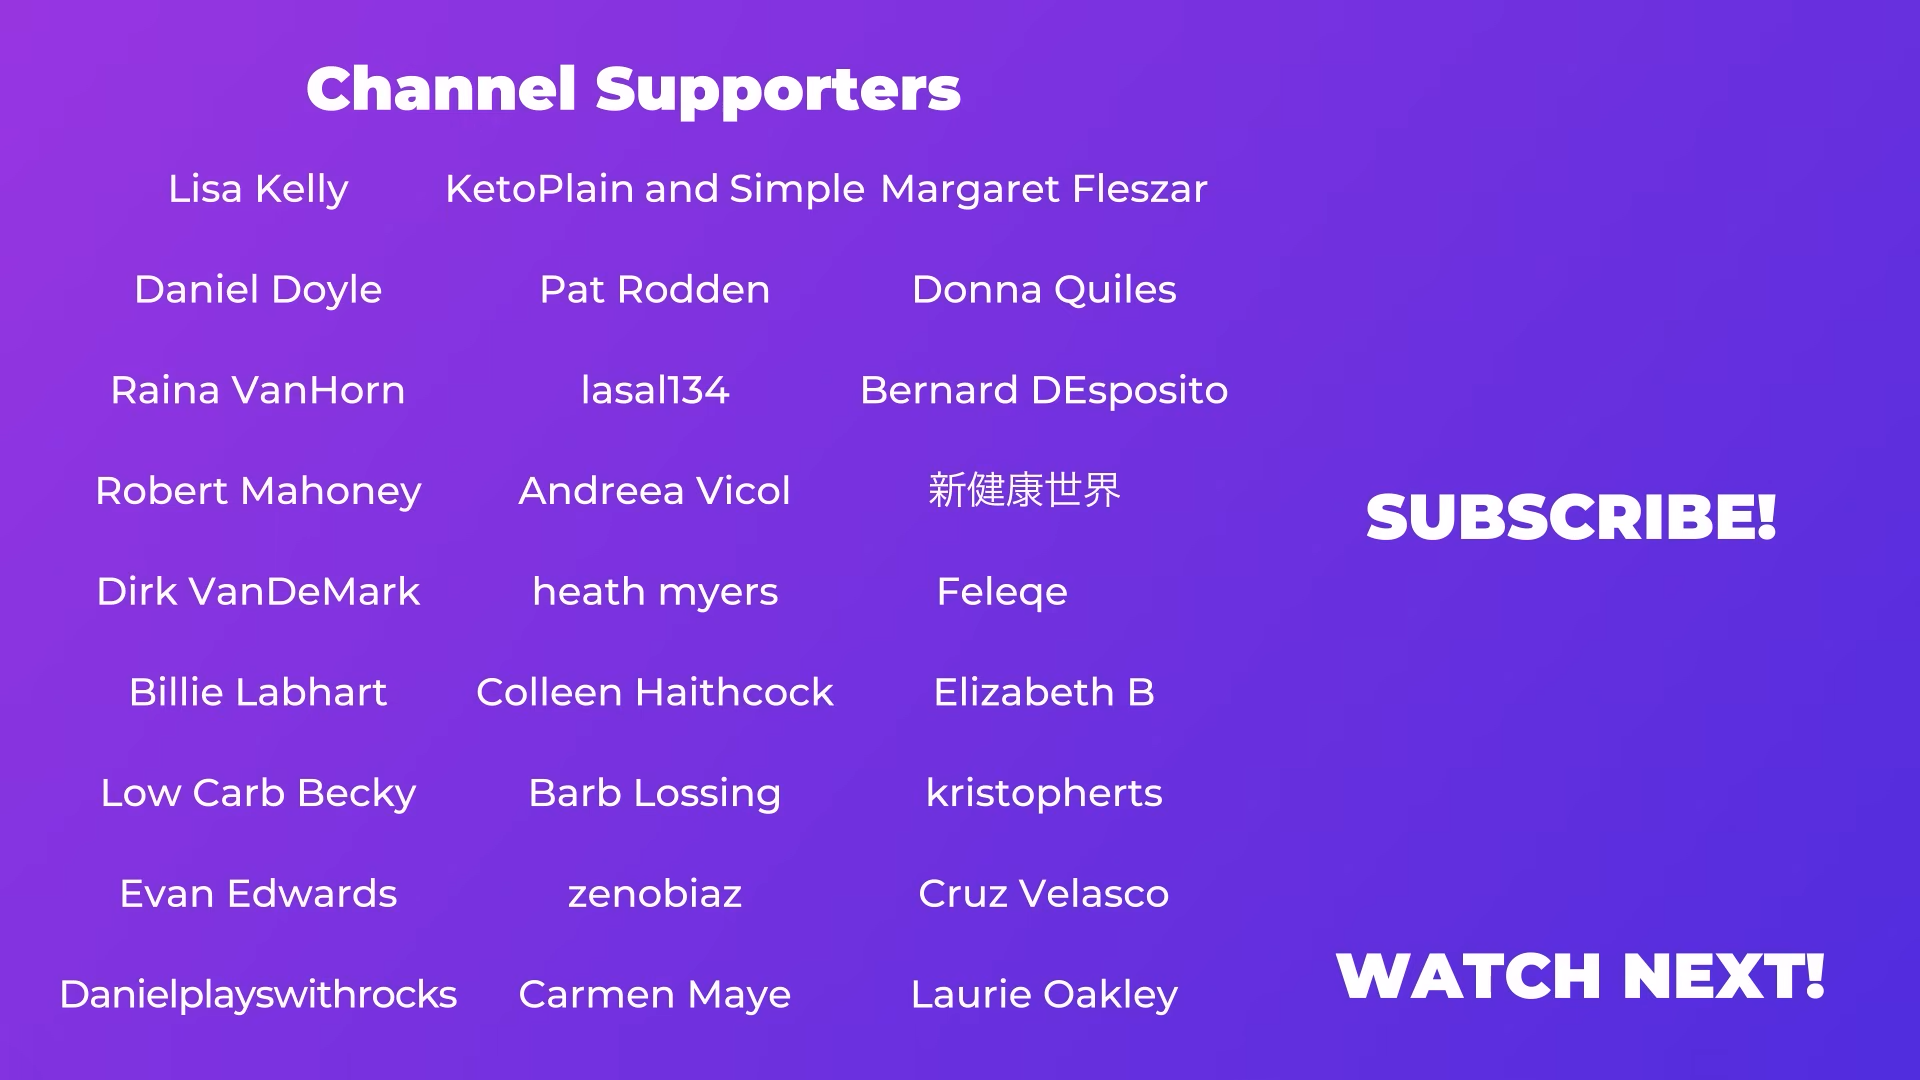 Channel Supporters
Lisa Kelly KetoPlain and Simple Margaret Fleszar
Daniel Doyle Pat Rodden Donna Quiles
Raina VanHorn lasal134 Bernard DEsposito
Robert Mahoney Andreea Vicol 新健康世界
Dirk VanDeMark heath myers Feleqe
Billie Labhart Colleen Haithcock Elizabeth B
Low Carb Becky Barb Lossing kristopherts
Evan Edwards zenobiaz Cruz Velasco
Danielplayswithrocks Carmen Maye Laurie Oakley
SUBSCRIBE!
WATCH NEXT!